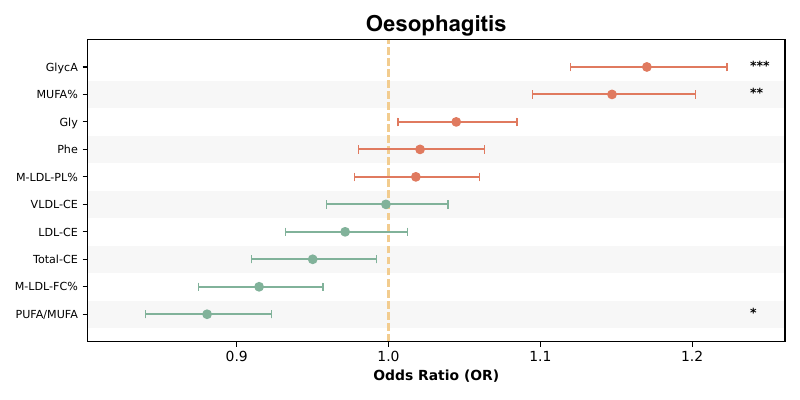 Oesophagitis
GlycA ***
MUFA% **
Gly
Phe
M-LDL-PL%
VLDL-CE
LDL-CE
Total-CE
M-LDL-FC%
PUFA/MUFA *
0.9 1.0 1.1 1.2
Odds Ratio (OR)